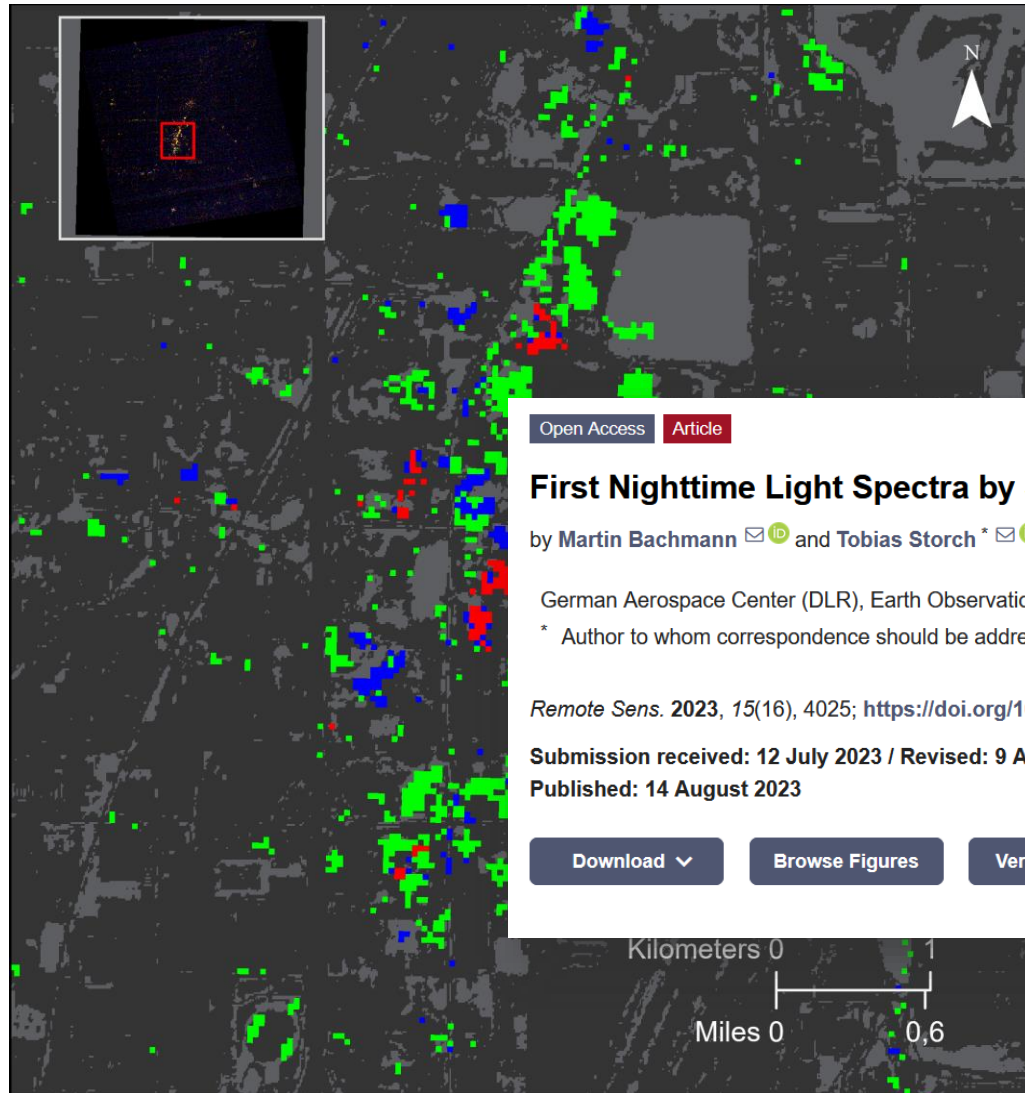 N
Open Access Article
First Nighttime Light Spectra by
by Martin Bachmann and Tobias Storch *
German Aerospace Center (DLR), Earth Observatio
* Author to whom correspondence should be addre
Remote Sens. 2023, 15(16), 4025; https://doi.org/1
Submission received: 12 July 2023 / Revised: 9 A
Published: 14 August 2023
Download Browse Figures Ver
Kilometers 0 1
Miles 0 0,6